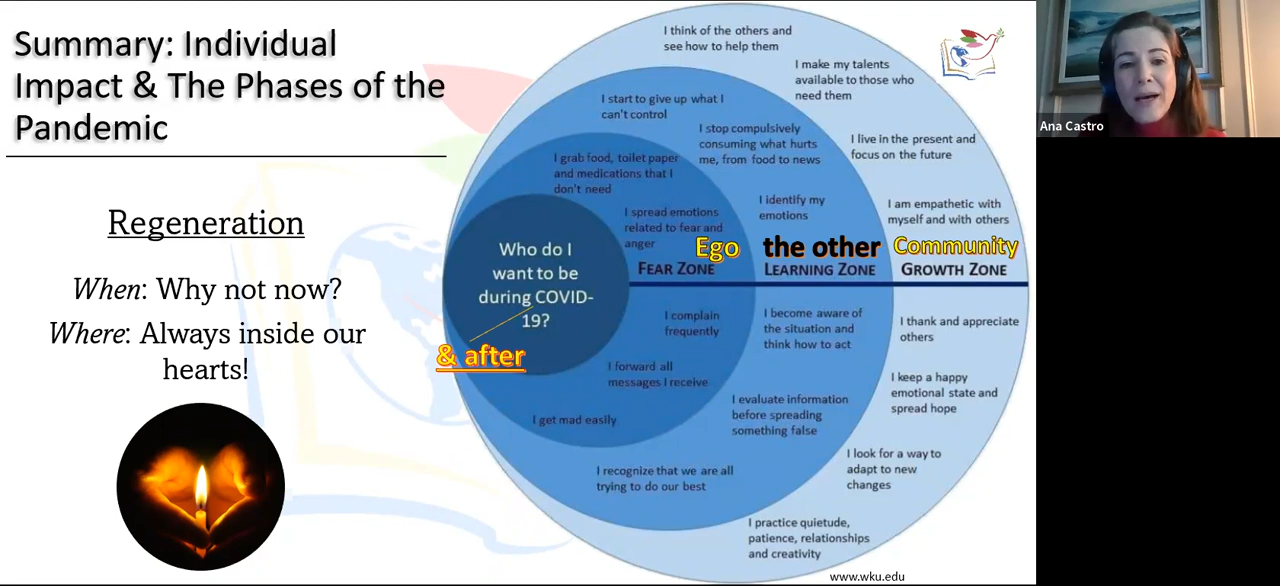 Summary: Individual
Impact & The Phases of the
Pandemic
Regeneration
When: Why not now?
Where: Always inside our
hearts!
I think of the others and
see how to help them
I make my talents
available to those who
need them
I live in the present and
focus on the future
I am empathetic with
myself and with others
I start to give up what I
can't control
I stop compulsively
consuming what hurts
me, from food to news
I identify my
emotions
I grab food, toilet paper
and medications that I
don't need
I spread emotions
related to fear and
anger
Who do I
want to be
during COVID-
19?
& after
Ego
the other
Community
FEAR ZONE
LEARNING ZONE
GROWTH ZONE
I complain
frequently
I forward all
messages I receive
I get mad easily
I become aware of
the situation and
think how to act
I evaluate information
before spreading
something false
I recognize that we are all
trying to do our best
I thank and appreciate
others
I keep a happy
emotional state and
spread hope
I look for a way to
adapt to new
changes
I practice quietude,
patience, relationships
and creativity
www.wku.edu
Ana Castro